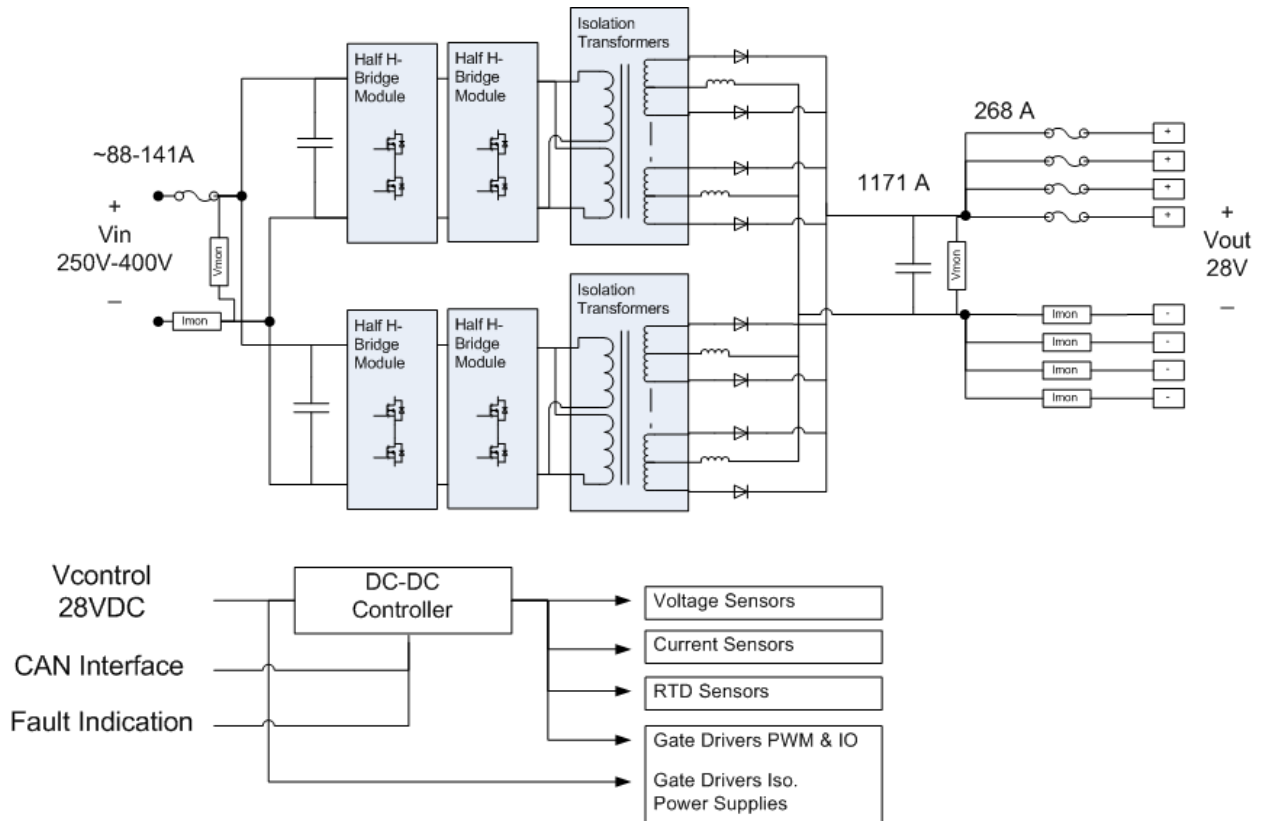 Isolation
Transformers
Half H-
Bridge
Module
Half H-
Bridge
Module
~88-141A
+
Vin
250V-400V
_
Vmon
Imon
268 A
1171 A
+
+
+
+
Vmon
+
Vout
28V
_
Imon
-
Imon
-
Imon
-
Imon
-
Isolation
Transformers
Half H-
Bridge
Module
Half H-
Bridge
Module
Vcontrol
28VDC
CAN Interface
Fault Indication
DC-DC
Controller
Voltage Sensors
Current Sensors
RTD Sensors
Gate Drivers PWM & IO
Gate Drivers Iso.
Power Supplies